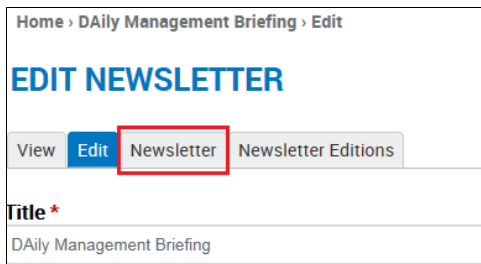 Home › DAily Management Briefing › Edit
EDIT NEWSLETTER
View Edit Newsletter Newsletter Editions
Title *
DAily Management Briefing